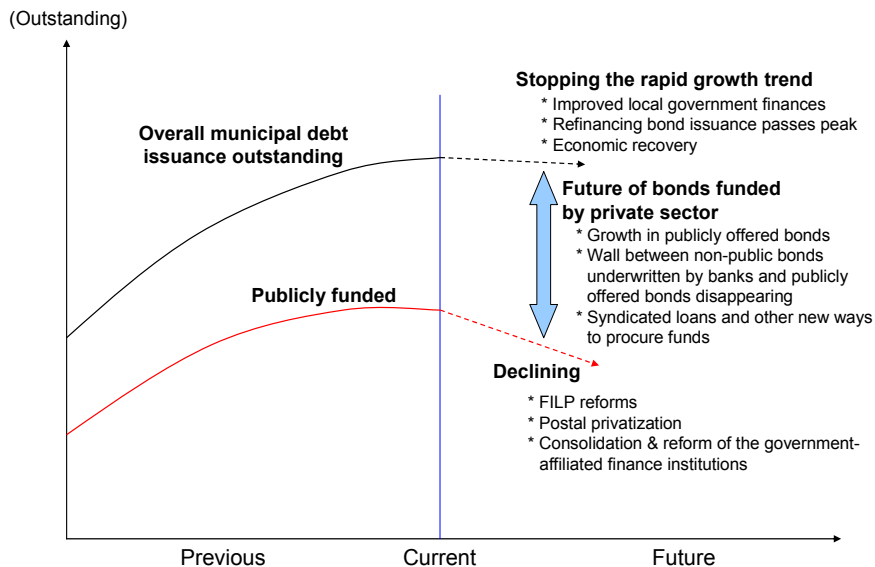 (Outstanding)
Stopping the rapid growth trend
* Improved local government finances
* Refinancing bond issuance passes peak
* Economic recovery
Overall municipal debt
issuance outstanding
Future of bonds funded
by private sector
* Growth in publicly offered bonds
* Wall between non-public bonds
underwritten by banks and publicly
offered bonds disappearing
* Syndicated loans and other new ways
to procure funds
Publicly funded
Declining
* FILP reforms
* Postal privatization
* Consolidation & reform of the government-
affiliated finance institutions
Previous
Current
Future